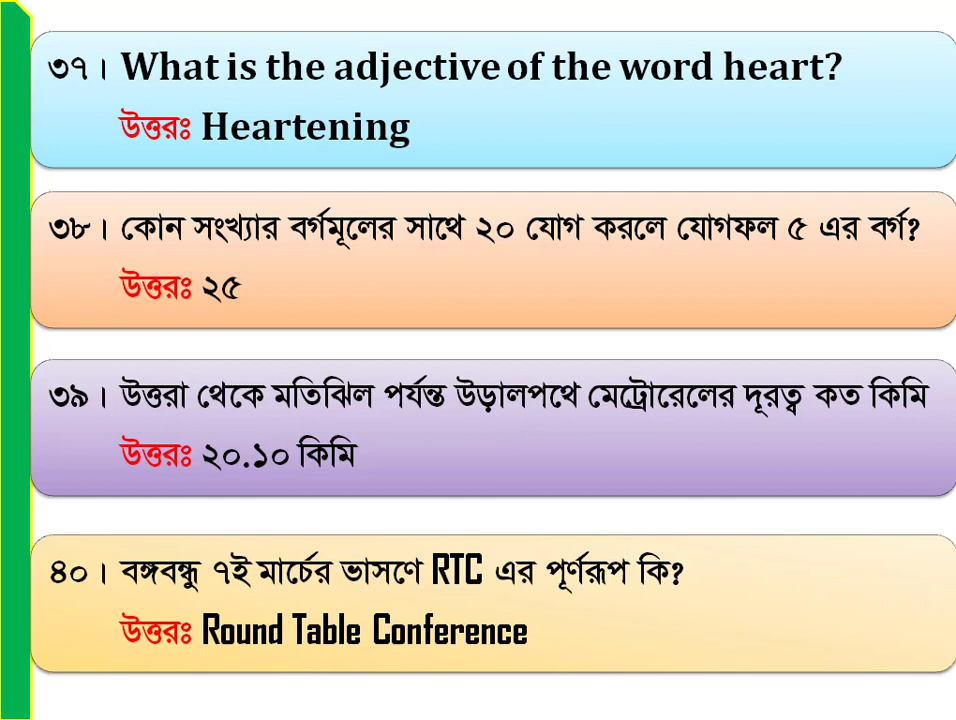 ৩৭। What is the adjective of the word heart?
উত্তরঃ Heartening
৩৮। কোন সংখ্যার বর্গমূলের সাথে ২০ যোগ করলে যোগফল ৫ এর বর্গ?
উত্তরঃ ২৫
৩৯। উত্তরা থেকে মতিঝিল পর্যন্ত উড়ালপথে মেট্রোরেলের দূরত্ব কত কিমি
উত্তরঃ ২০.১০ কিমি
৪০। বঙ্গবন্ধু ৭ই মার্চের ভাসণে RTC এর পূর্ণরূপ কি?
উত্তরঃ Round Table Conference